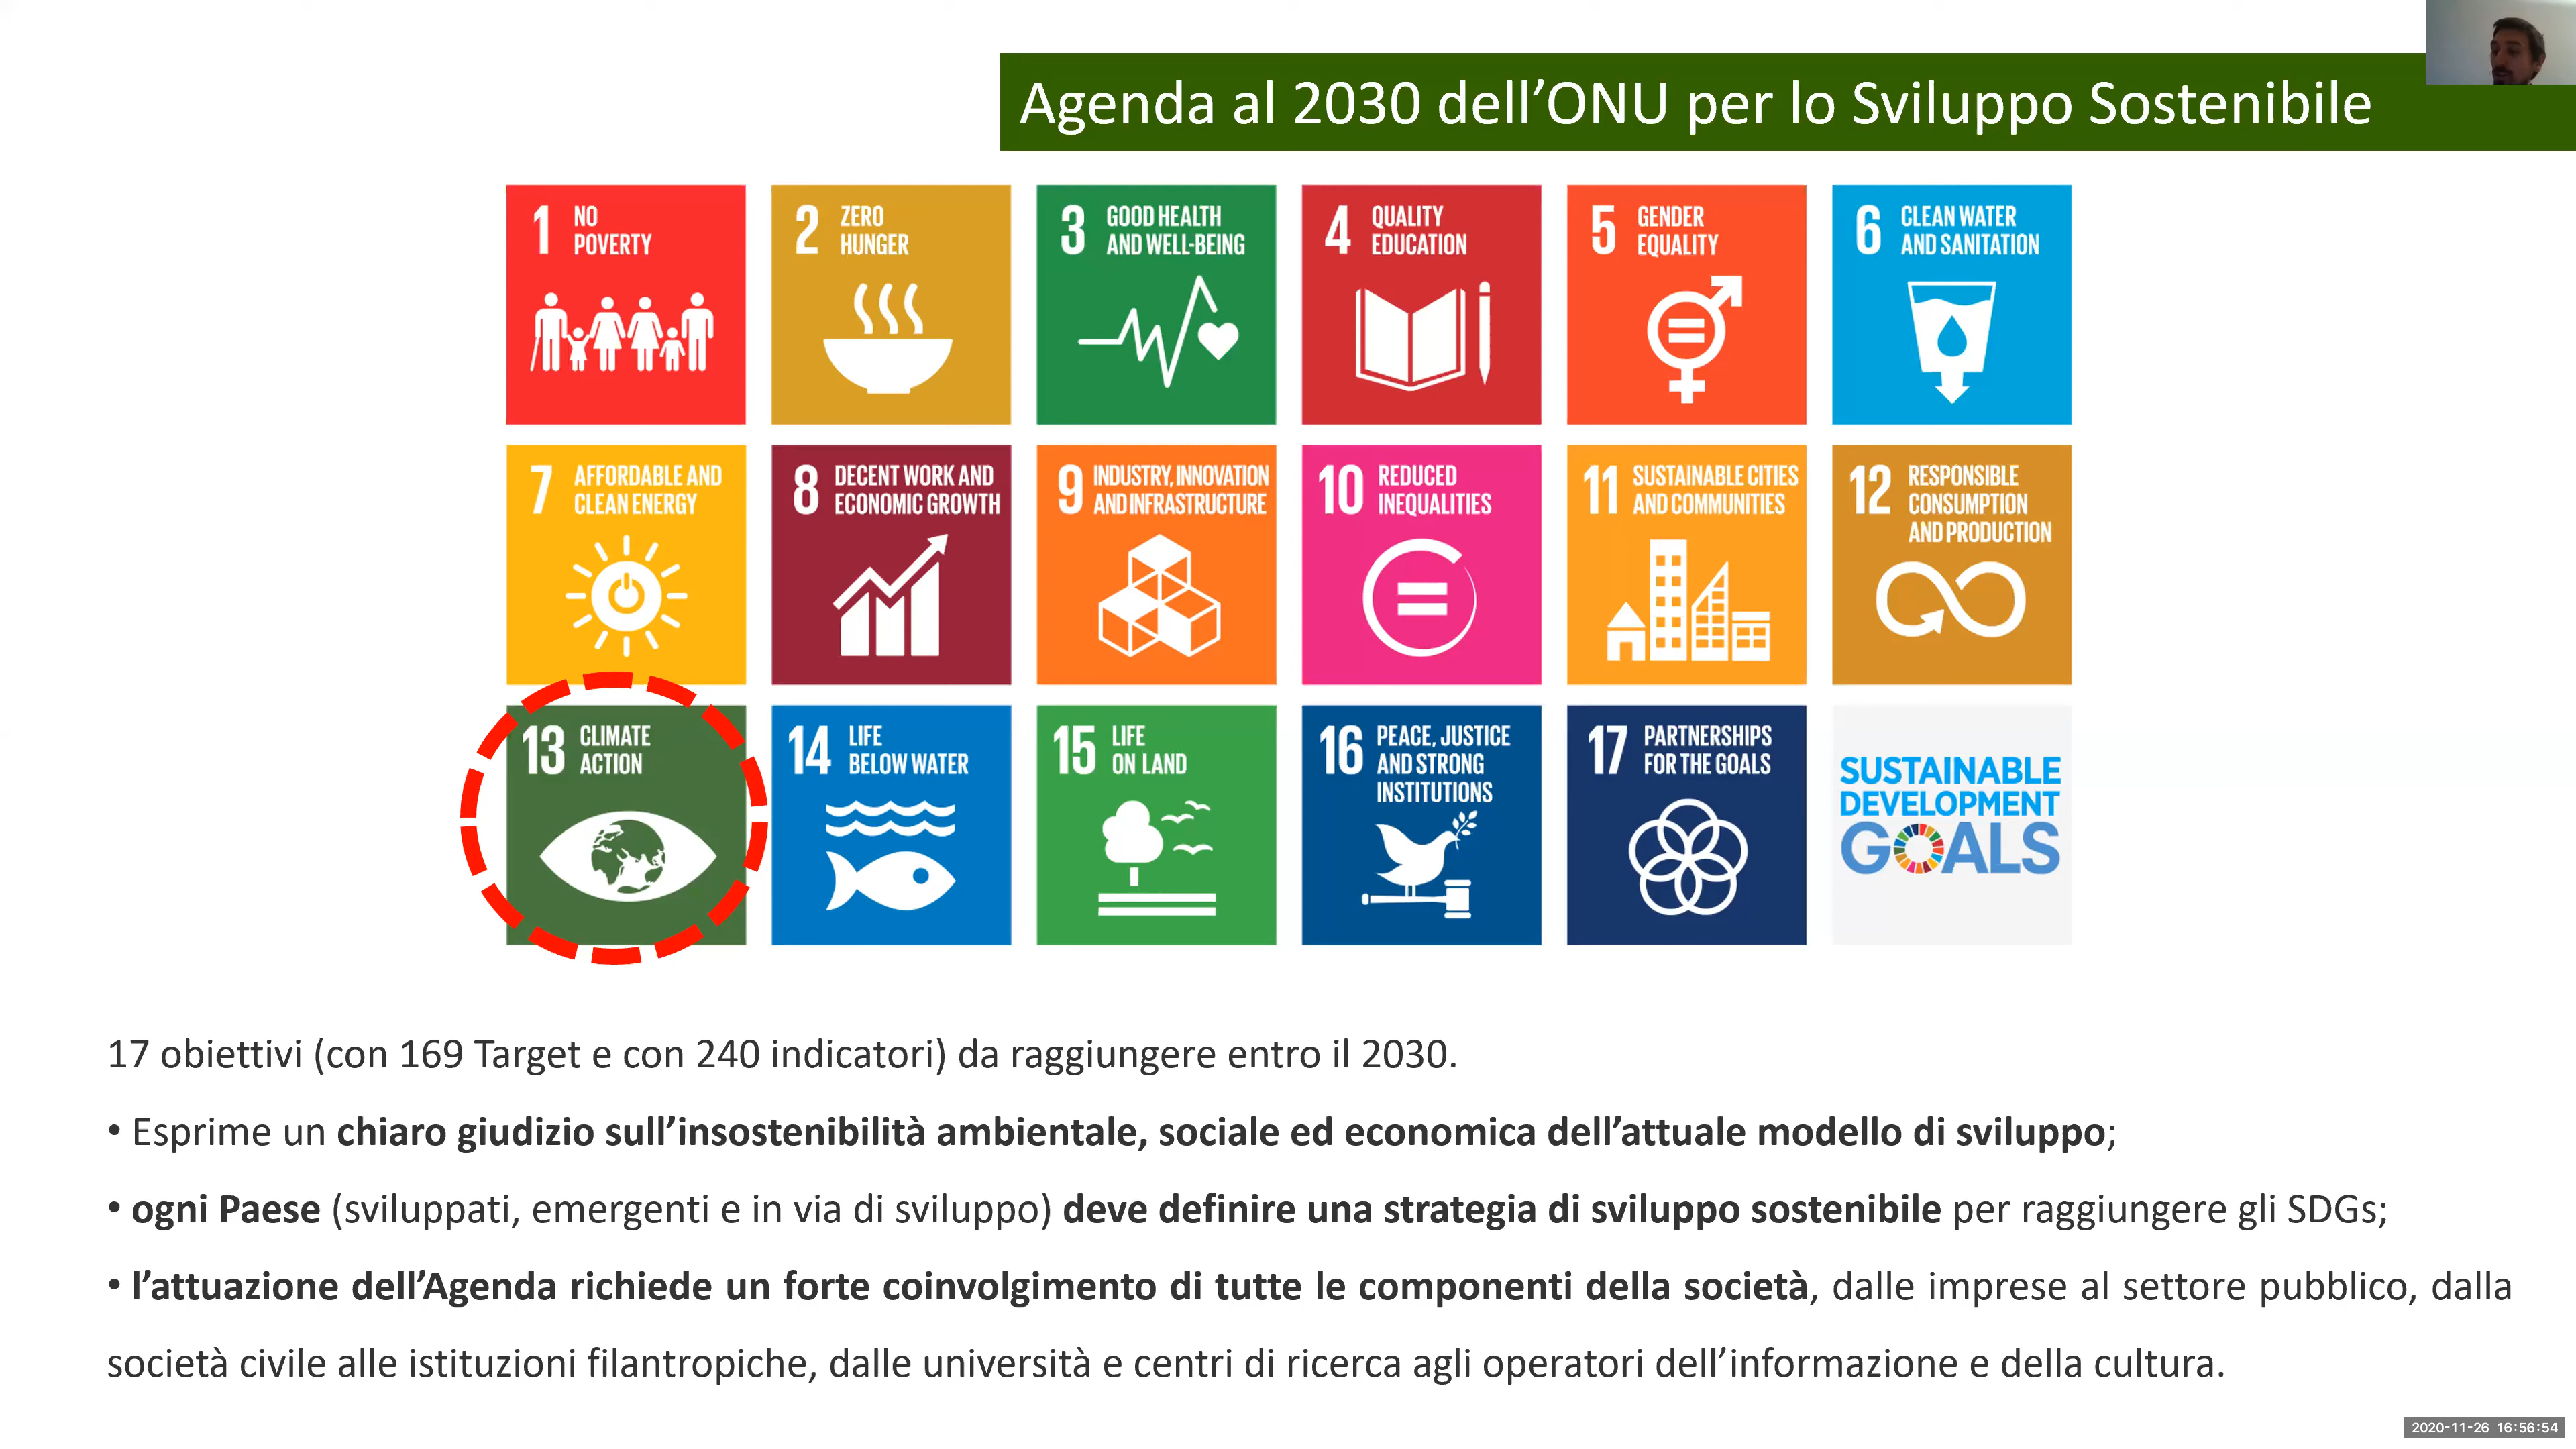 Agenda al 2030 dell’ONU per lo Sviluppo Sostenibile
1 NO
POVERTY
2 ZERO
HUNGER
3 GOOD HEALTH
AND WELL-BEING
4 QUALITY
EDUCATION
5 GENDER
EQUALITY
6 CLEAN WATER
AND SANITATION
7 AFFORDABLE AND
CLEAN ENERGY
8 DECENT WORK AND
ECONOMIC GROWTH
9 INDUSTRY, INNOVATION
AND INFRASTRUCTURE
10 REDUCED
INEQUALITIES
11 SUSTAINABLE CITIES
AND COMMUNITIES
12 RESPONSIBLE
CONSUMPTION
AND PRODUCTION
13 CLIMATE
ACTION
14 LIFE
BELOW WATER
15 LIFE
ON LAND
16 PEACE, JUSTICE
AND STRONG
INSTITUTIONS
17 PARTNERSHIPS
FOR THE GOALS
SUSTAINABLE
DEVELOPMENT
GOALS
17 obiettivi (con 169 Target e con 240 indicatori) da raggiungere entro il 2030.
• Esprime un chiaro giudizio sull’insostenibilità ambientale, sociale ed economica dell’attuale modello di sviluppo;
• ogni Paese (sviluppati, emergenti e in via di sviluppo) deve definire una strategia di sviluppo sostenibile per raggiungere gli SDGs;
• l’attuazione dell’Agenda richiede un forte coinvolgimento di tutte le componenti della società, dalle imprese al settore pubblico, dalla
società civile alle istituzioni filantropiche, dalle università e centri di ricerca agli operatori dell’informazione e della cultura.
2020-11-26 16:56:54